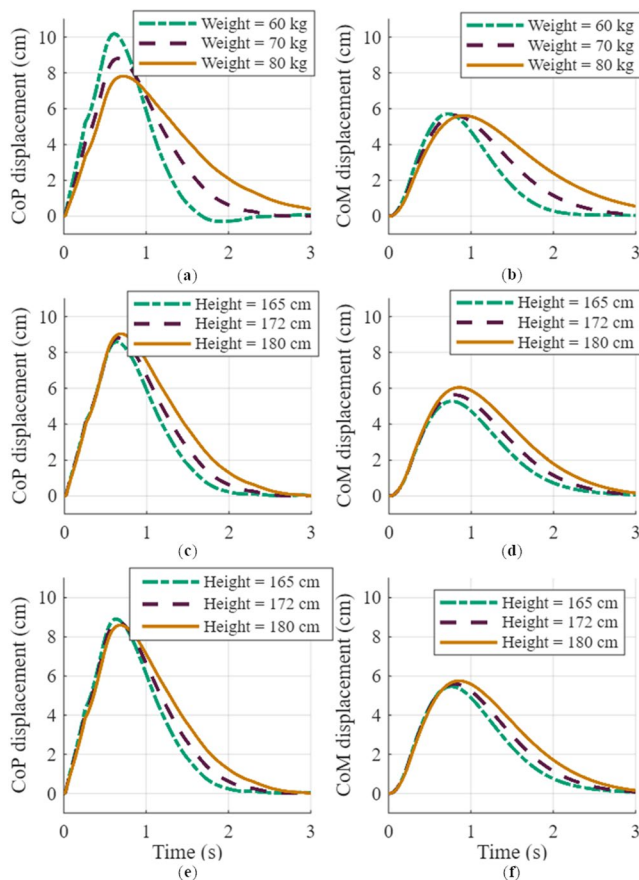 CoP displacement (cm)
10
8
6
4
2
0
Weight = 60 kg
Weight = 70 kg
Weight = 80 kg
0
1
2
3
(a)
CoM displacement (cm)
10
8
6
4
2
0
Weight = 60 kg
Weight = 70 kg
Weight = 80 kg
0
1
2
3
(b)
CoP displacement (cm)
10
8
6
4
2
0
Height = 165 cm
Height = 172 cm
Height = 180 cm
0
1
2
3
(c)
CoM displacement (cm)
10
8
6
4
2
0
Height = 165 cm
Height = 172 cm
Height = 180 cm
0
1
2
3
(d)
CoP displacement (cm)
10
8
6
4
2
0
Height = 165 cm
Height = 172 cm
Height = 180 cm
0
1
2
3
Time (s)
(e)
CoM displacement (cm)
10
8
6
4
2
0
Height = 165 cm
Height = 172 cm
Height = 180 cm
0
1
2
3
Time (s)
(f)